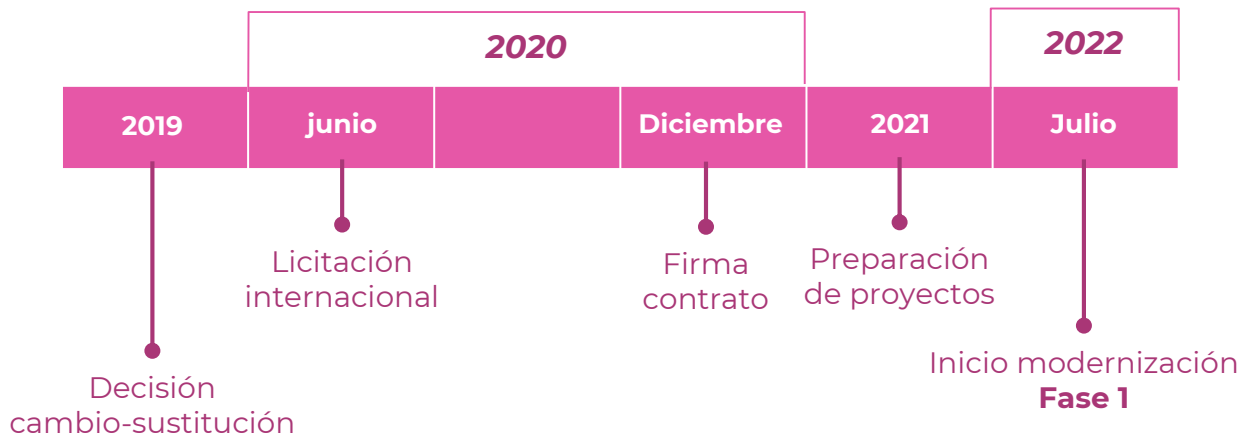 2020
2022
2019
junio
Diciembre
2021
Julio
Licitación
internacional
Firma
contrato
Preparación
de proyectos
Decisión
cambio-sustitución
Inicio modernización
Fase 1